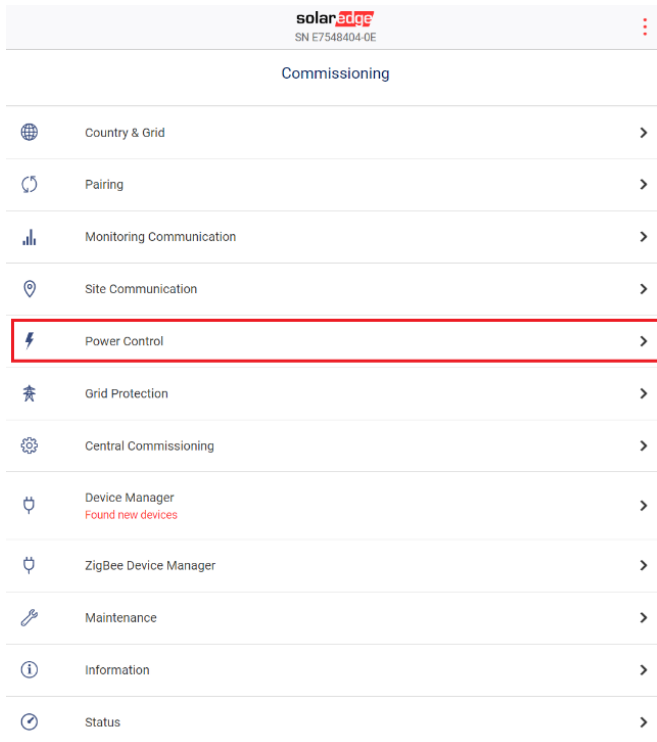 solaredge
SN E7548404-0E
Commissioning
Country & Grid
Pairing
Monitoring Communication
Site Communication
Power Control
Grid Protection
Central Commissioning
Device Manager
Found new devices
ZigBee Device Manager
Maintenance
Information
Status